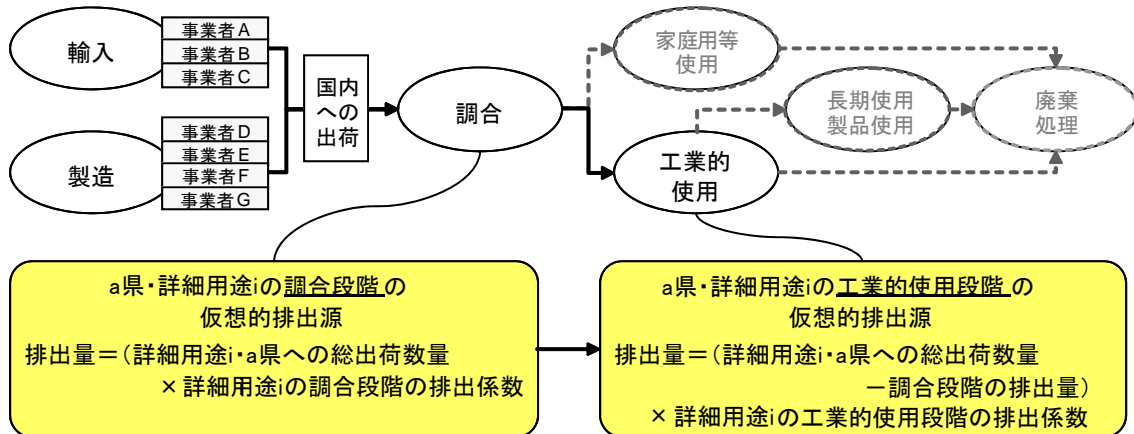 輸入
事業者A
事業者B
事業者C
製造
事業者D
事業者E
事業者F
事業者G
国内
への
出荷
調合
家庭用等
使用
工業的
使用
長期使用
製品使用
廃棄
処理
a県・詳細用途iの調合段階 の
仮想的排出源
排出量＝(詳細用途i・a県への総出荷数量
×詳細用途iの調合段階の排出係数
a県・詳細用途iの工業的使用段階 の
仮想的排出源
排出量＝(詳細用途i・a県への総出荷数量
－調合段階の排出量)
×詳細用途iの工業的使用段階の排出係数